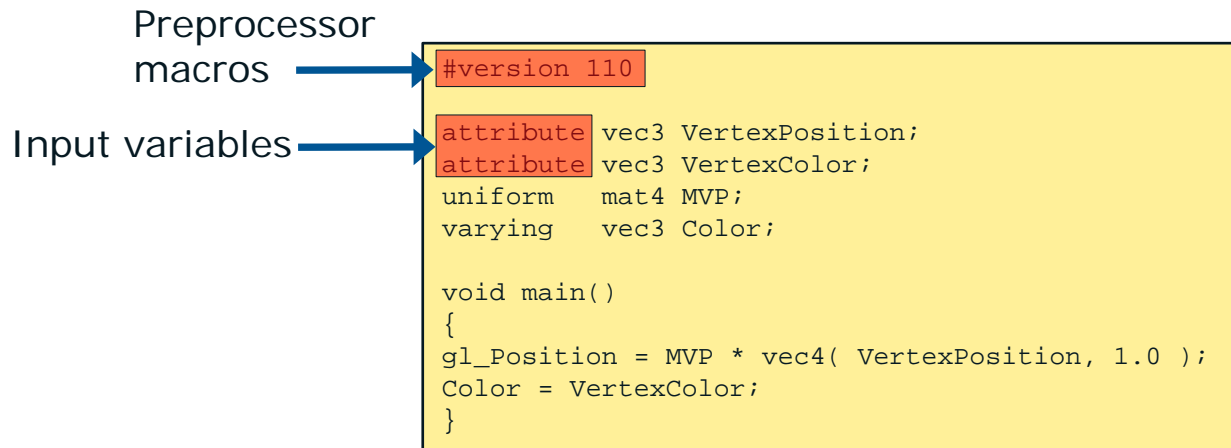 Preprocessor
macros
#version 110
Input variables
attribute vec3 VertexPosition;
attribute vec3 VertexColor;
uniform   mat4 MVP;
varying   vec3 Color;
void main()
{
gl_Position = MVP * vec4( VertexPosition, 1.0 );
Color = VertexColor;
}